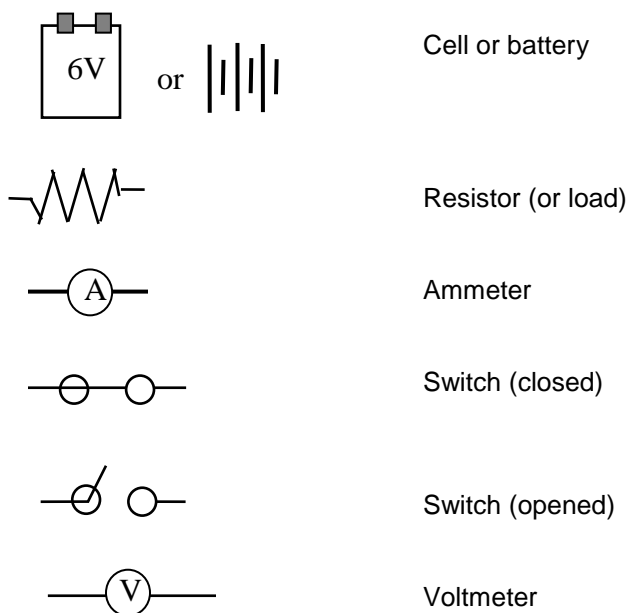 6V or Cell or battery
Resistor (or load)
A Ammeter
Switch (closed)
Switch (opened)
V Voltmeter